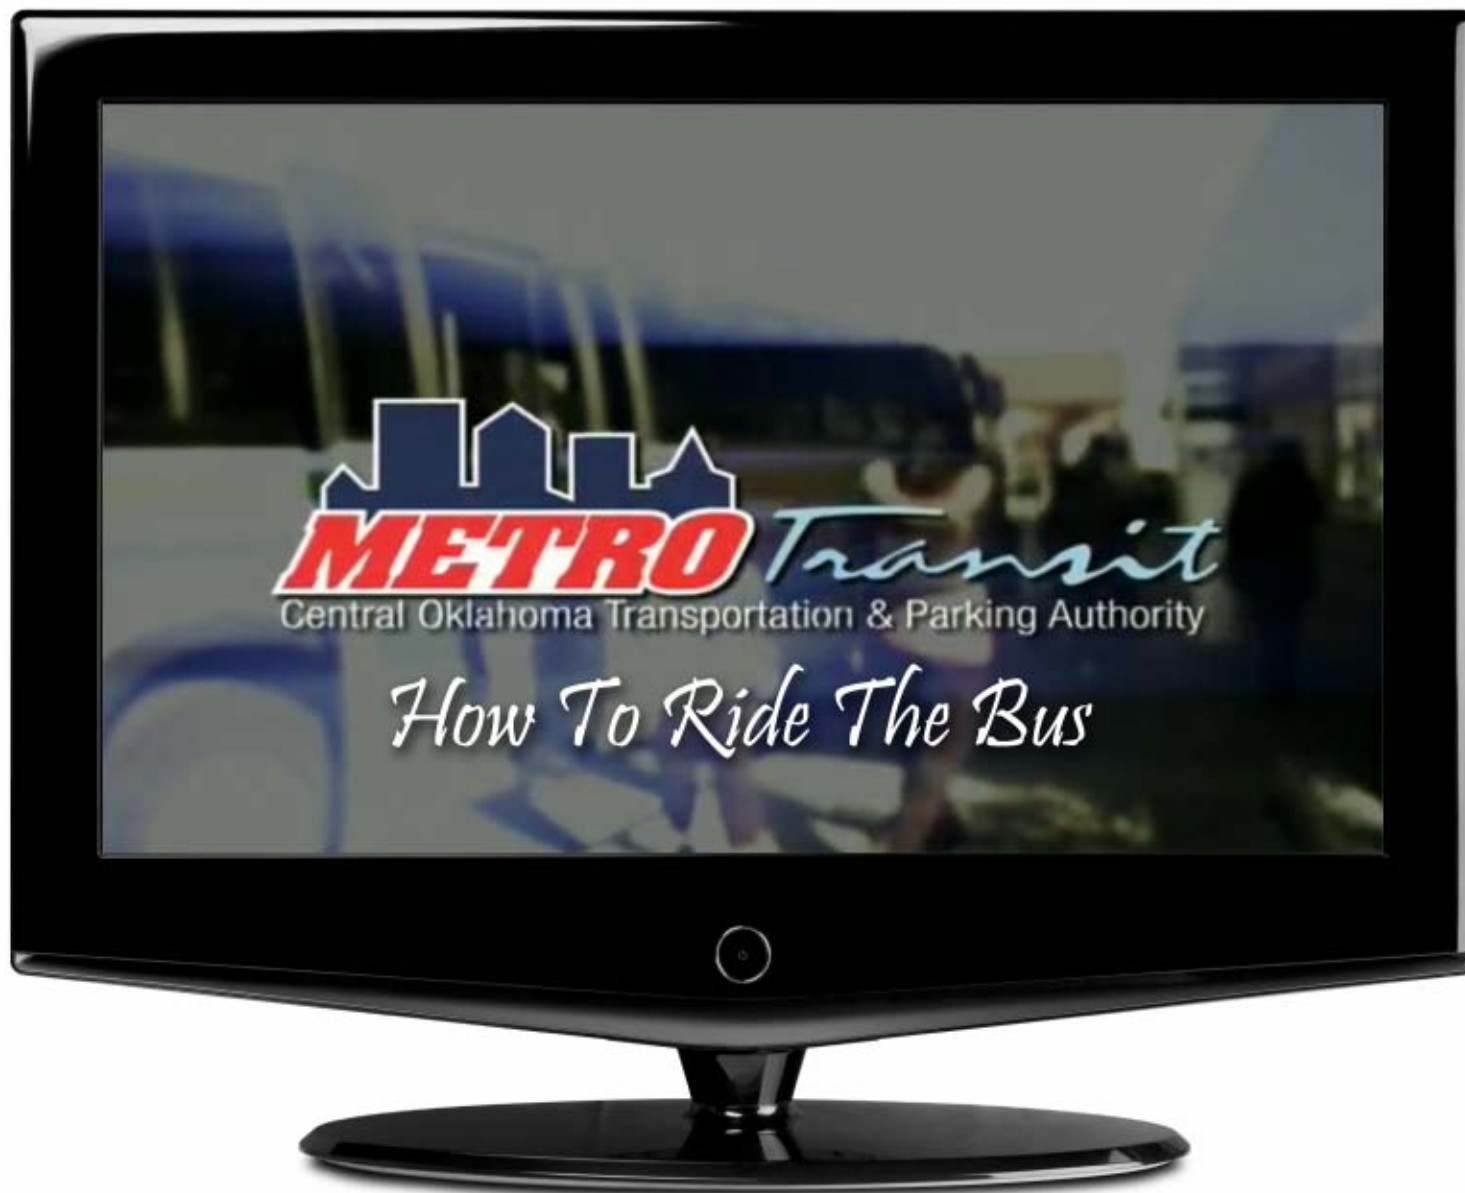 METRO Transit
Central Oklahoma Transportation & Parking Authority
How To Ride The Bus